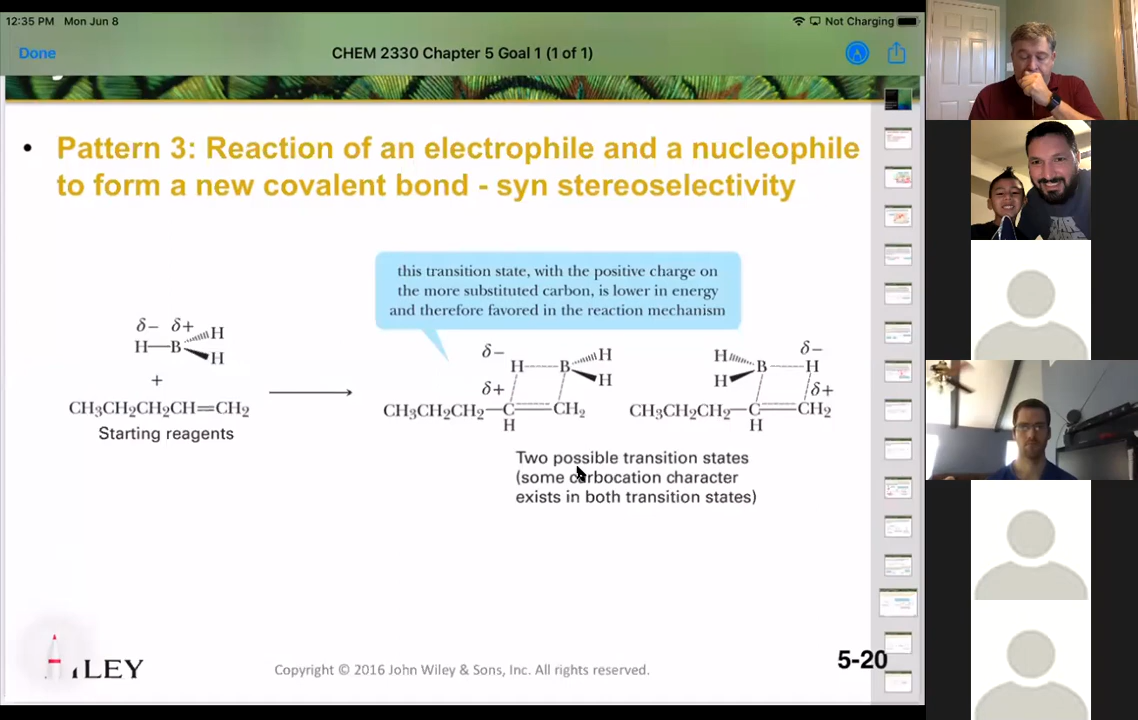 12:35 PM Mon Jun 8
Not Charging
Done
CHEM 2330 Chapter 5 Goal 1 (1 of 1)
• Pattern 3: Reaction of an electrophile and a nucleophile
to form a new covalent bond - syn stereoselectivity
this transition state, with the positive charge on
the more substituted carbon, is lower in energy
and therefore favored in the reaction mechanism
δ− δ+
H—B
H
H
+
CH₃CH₂CH₂CH=CH₂
Starting reagents
δ−
H B
H
H
δ+
CH₃CH₂CH₂—C CH₂
H
δ−
H
H
B H
δ+
CH₃CH₂CH₂—C CH₂
H
Two possible transition states
(some carbocation character
exists in both transition states)
ILEY
Copyright © 2016 John Wiley & Sons, Inc. All rights reserved.
5-20